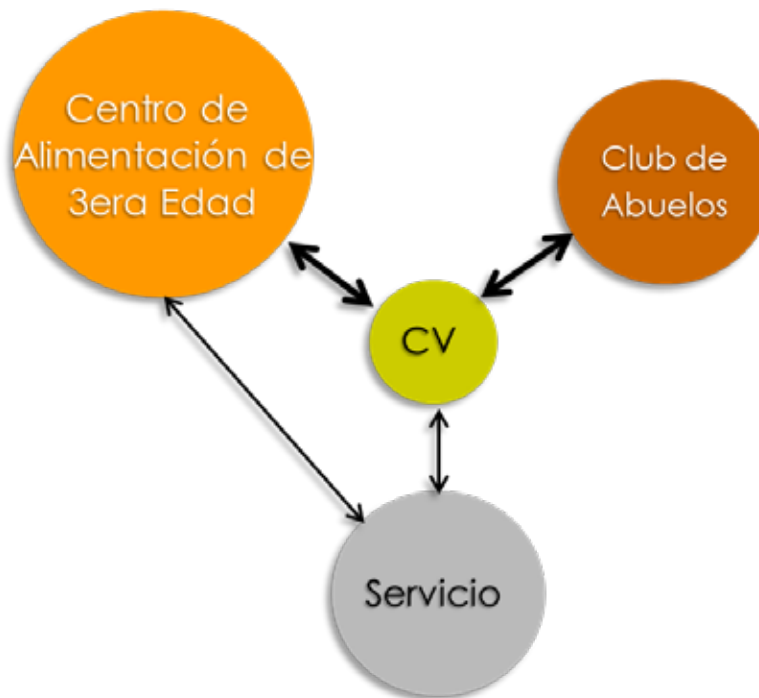 Centro de
Alimentación de
3era Edad
Club de
Abuelos
CV
Servicio